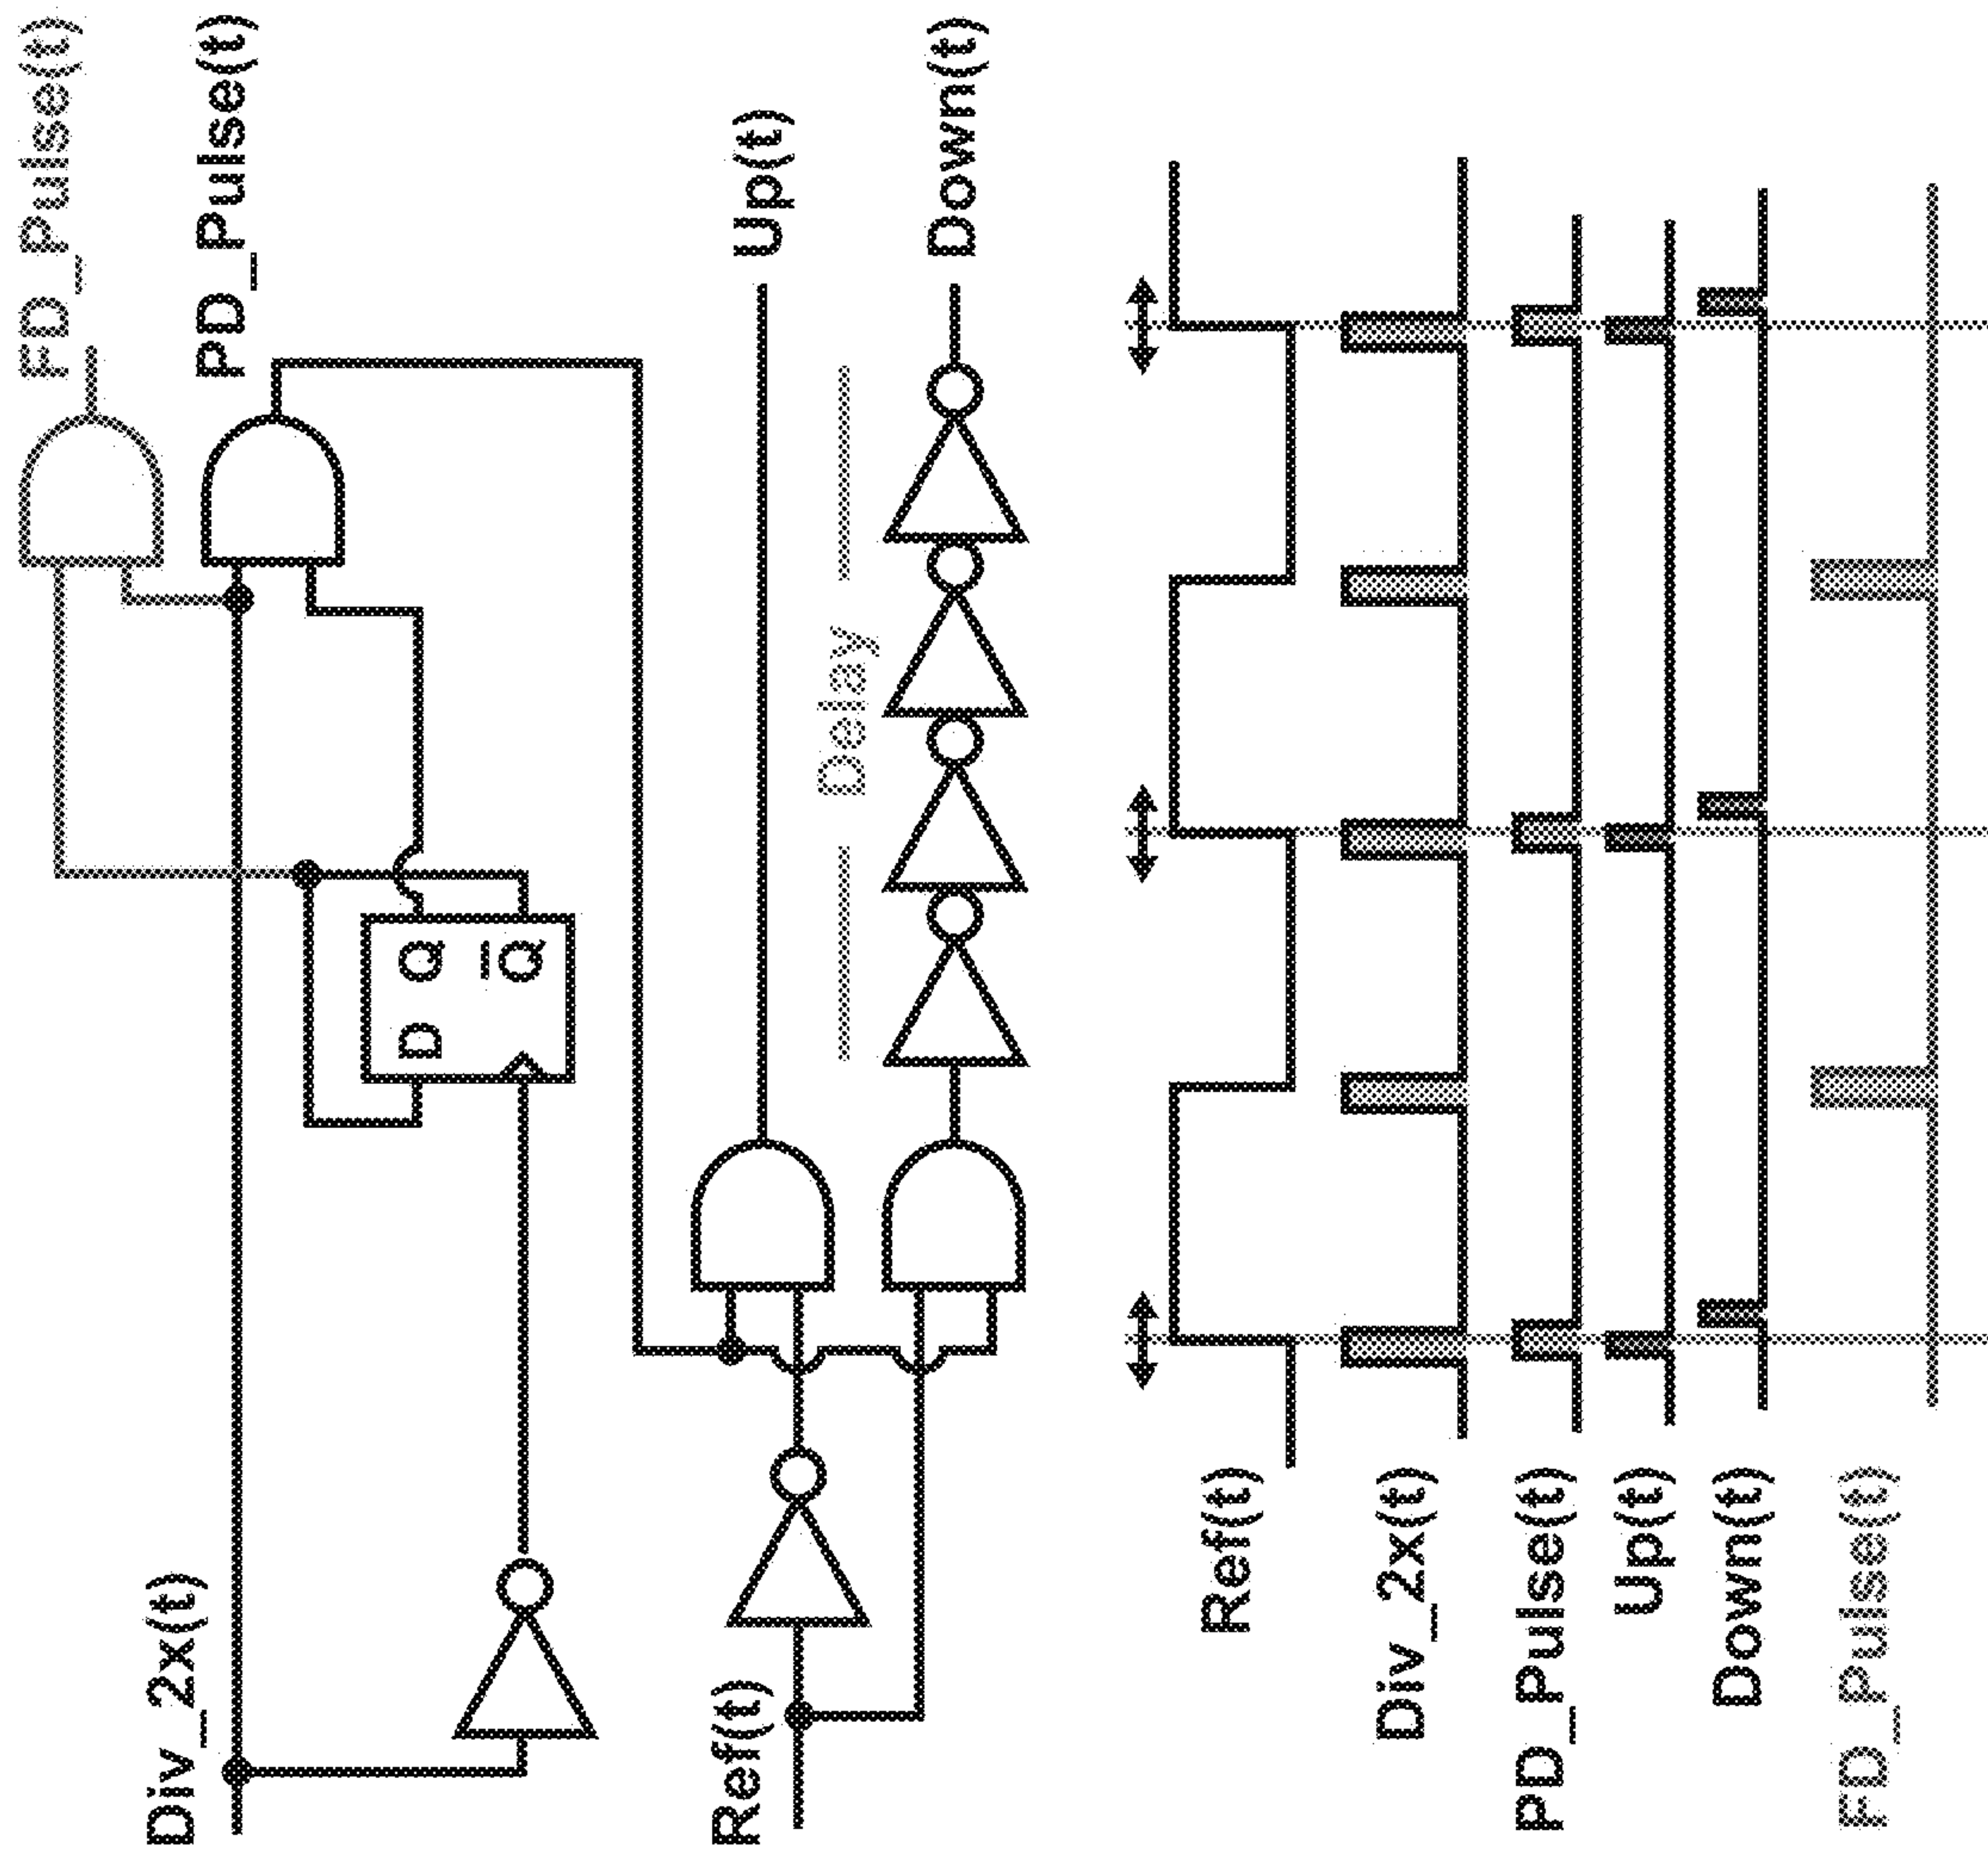 FD_Pulse(t)
PD_Pulse(t)
Div_2x(t)
D Q
Q̅
Up(t)
Ref(t)
Delay
Down(t)
Ref(t)
Div_2x(t)
PD_Pulse(t)
Up(t)
Down(t)
FD_Pulse(t)